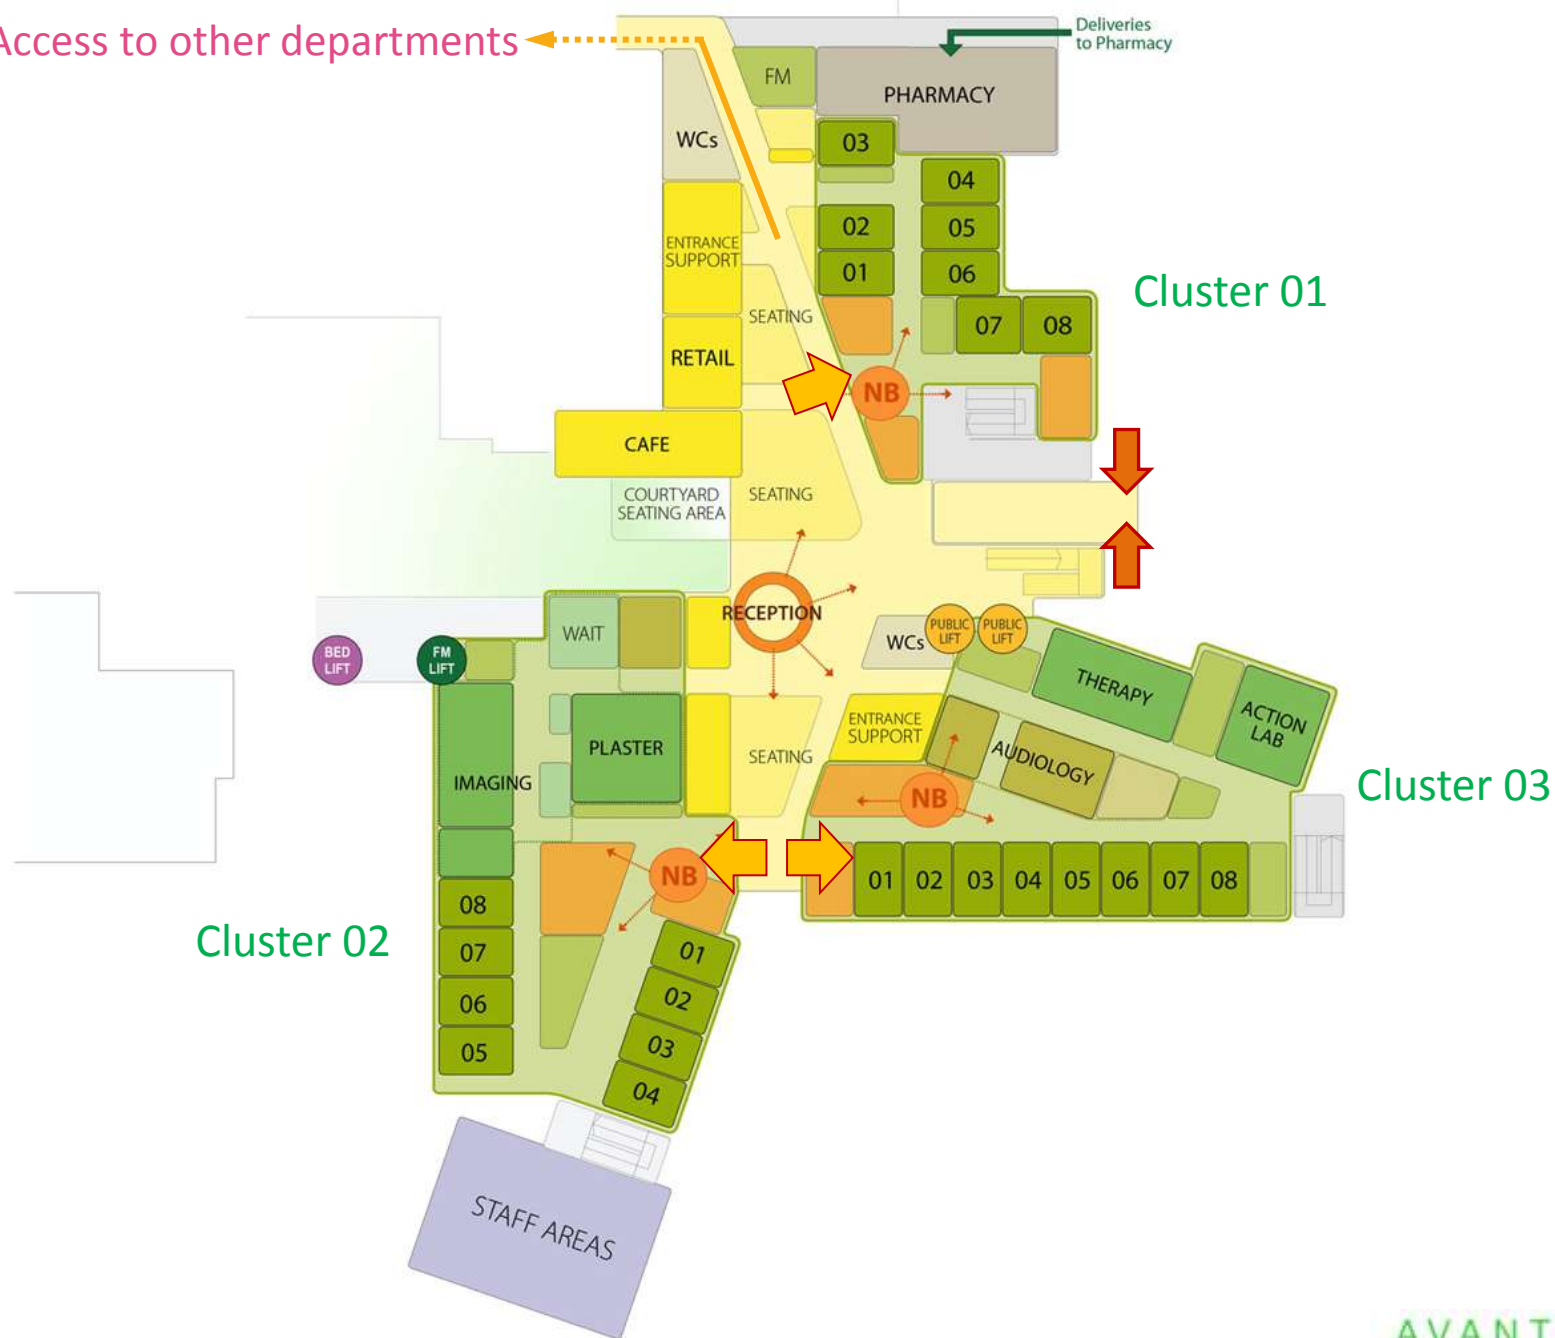 Access to other departments
Deliveries
to Pharmacy
FM
PHARMACY
WCs
03
04
02
05
01
06
ENTRANCE
SUPPORT
Cluster 01
SEATING
07
08
RETAIL
NB
CAFE
COURTYARD
SEATING AREA
SEATING
RECEPTION
WAIT
WCs
PUBLIC
LIFT
PUBLIC
LIFT
BED
LIFT
FM
LIFT
THERAPY
ACTION
LAB
ENTRANCE
SUPPORT
PLASTER
SEATING
AUDIOLOGY
IMAGING
NB
Cluster 03
NB
01
02
03
04
05
06
07
08
08
Cluster 02
07
06
05
01
02
03
04
STAFF AREAS
AVANT